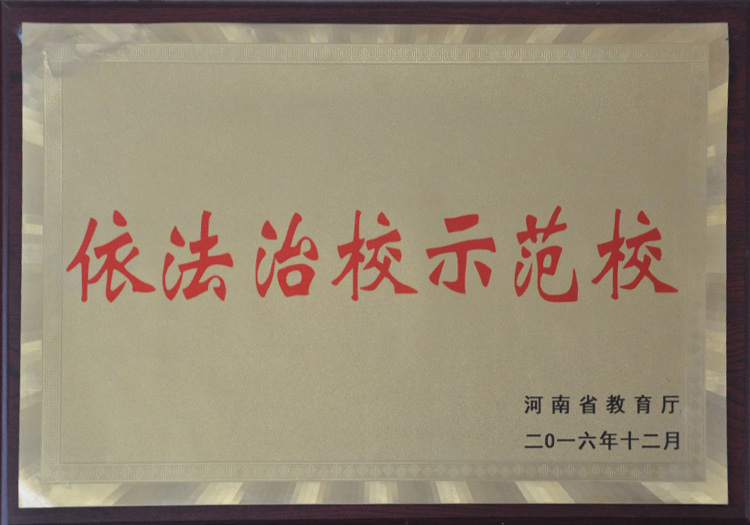 依法治校示范校
河南省教育厅
二0一六年十二月